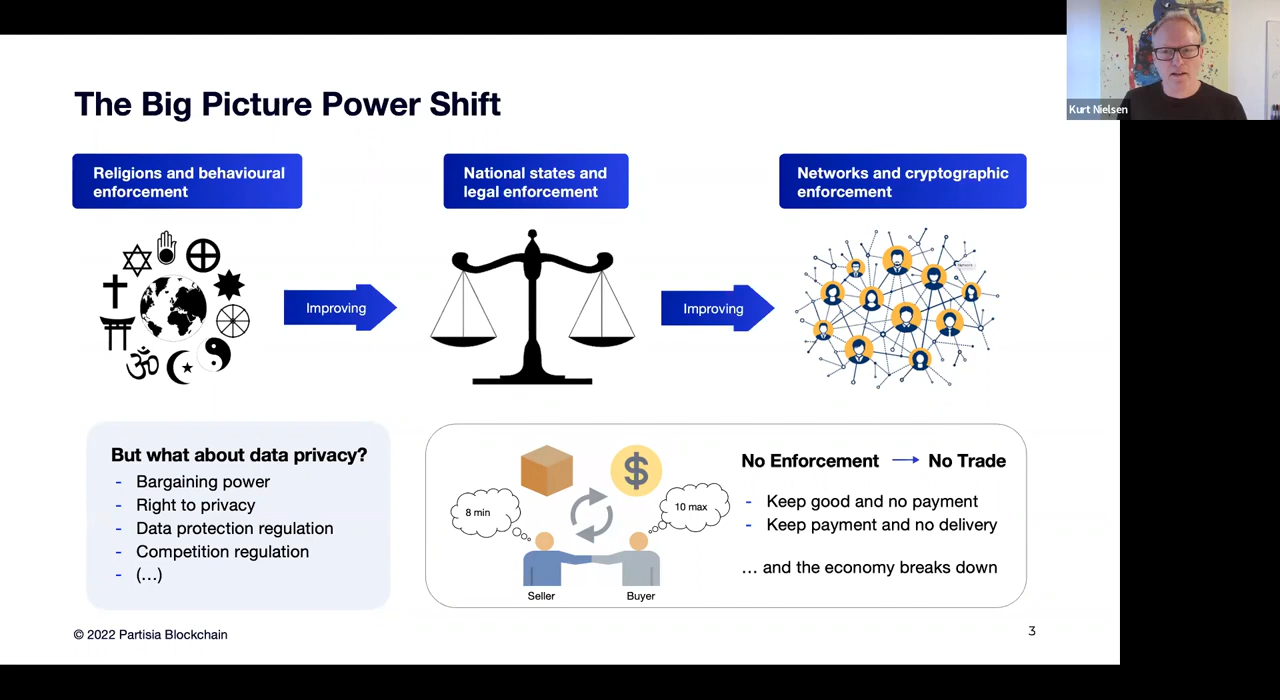 The Big Picture Power Shift
Kurt Nielsen
Religions and behavioural
enforcement
National states and
legal enforcement
Networks and cryptographic
enforcement
Improving
Improving
But what about data privacy?
- Bargaining power
- Right to privacy
- Data protection regulation
- Competition regulation
- (…)
8 min
10 max
Seller
Buyer
No Enforcement → No Trade
- Keep good and no payment
- Keep payment and no delivery
… and the economy breaks down
© 2022 Partisia Blockchain
3